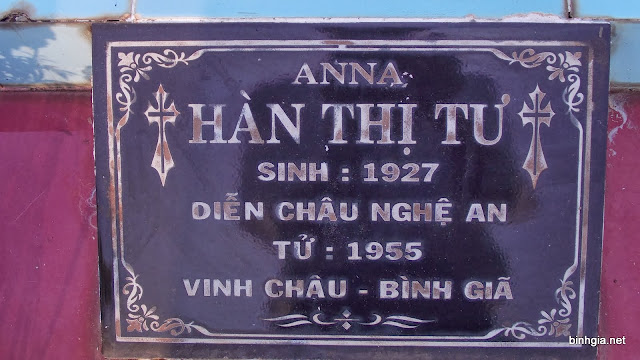 ANNA
HÀN THỊ TƯ
SINH : 1927
DIỄN CHÂU NGHỆ AN
TỬ : 1955
VINH CHÂU - BÌNH GIÃ
binhgia.net